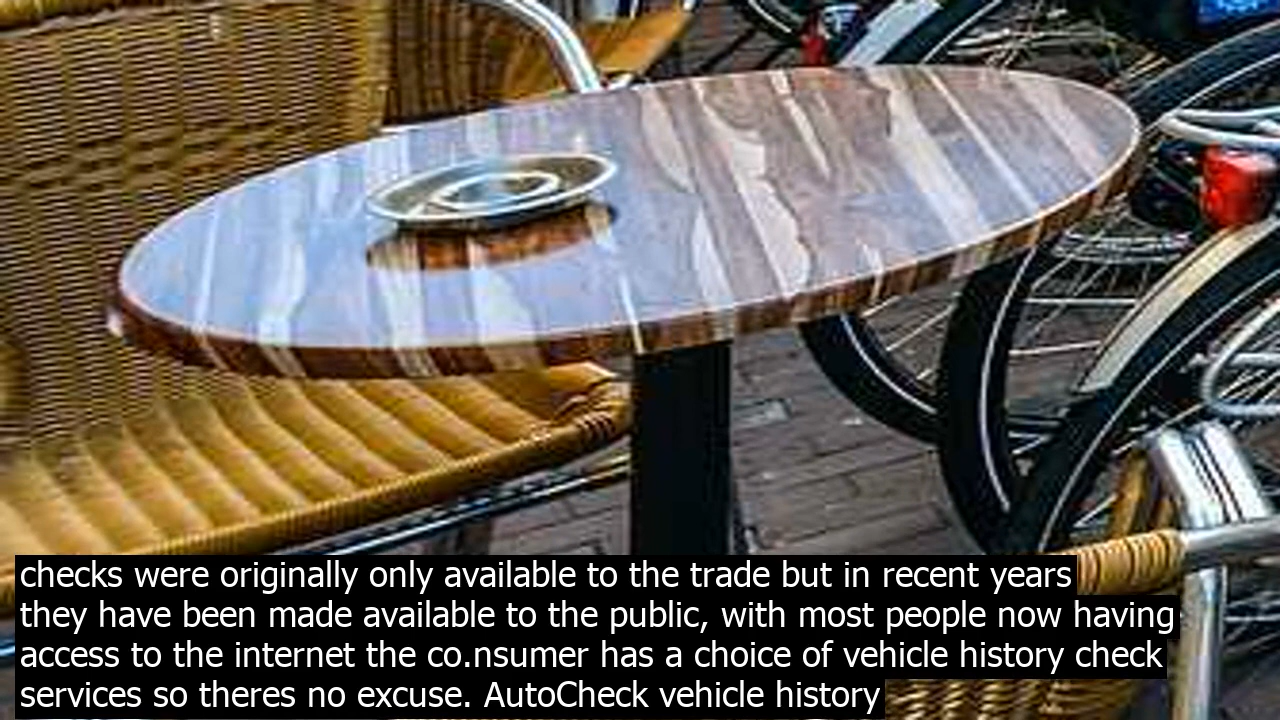 checks were originally only available to the trade but in recent years
they have been made available to the public, with most people now having
access to the internet the co.nsumer has a choice of vehicle history check
services so theres no excuse. AutoCheck vehicle history